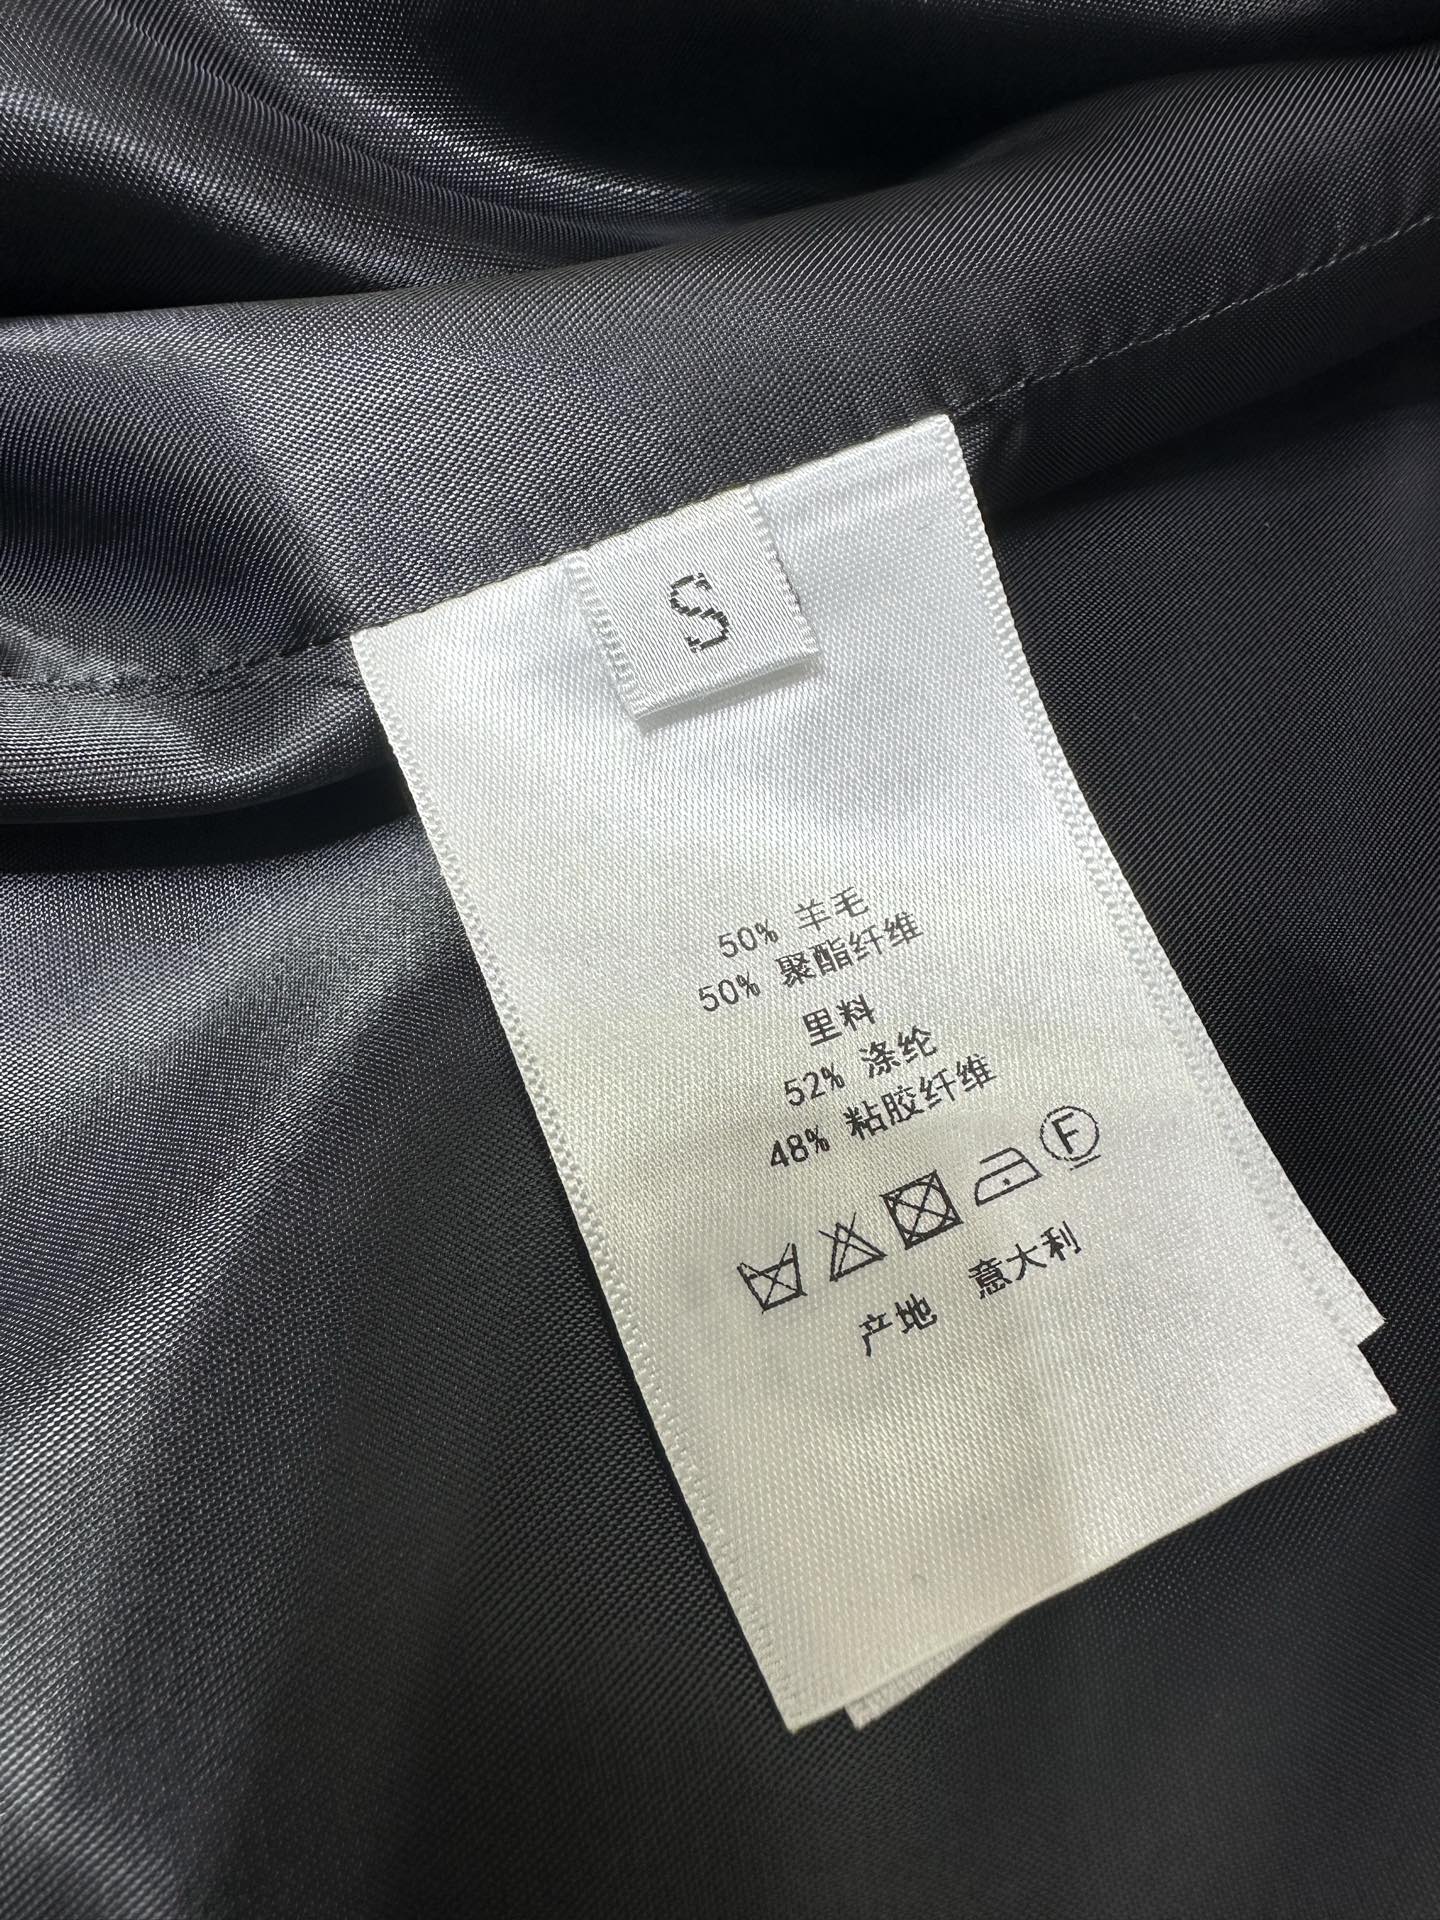 S
50% 羊毛
50% 聚酯纤维
里料
52% 涤纶
48% 粘胶纤维
F
产地 意大利